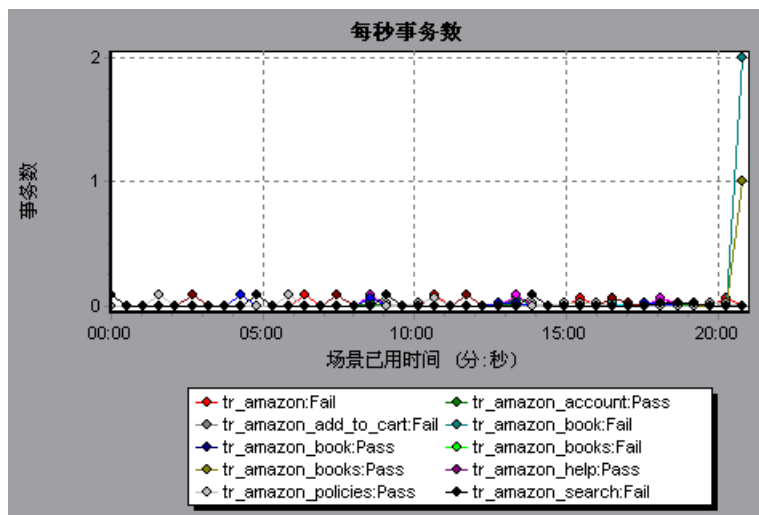 每秒事务数
2
1
0
事务数
00:00 05:00 10:00 15:00 20:00
场景已用时间 (分:秒)
tr_amazon:Fail tr_amazon_account:Pass
tr_amazon_add_to_cart:Fail tr_amazon_book:Fail
tr_amazon_book:Pass tr_amazon_books:Fail
tr_amazon_books:Pass tr_amazon_help:Pass
tr_amazon_policies:Pass tr_amazon_search:Fail